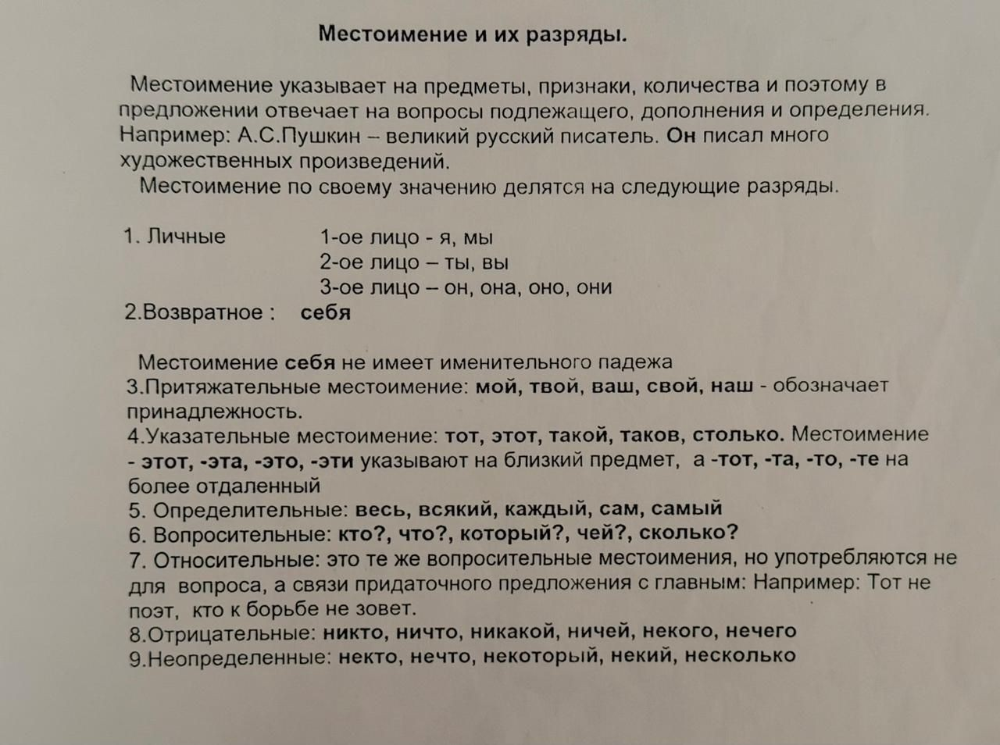 Местоимение и их разряды.
Местоимение указывает на предметы, признаки, количества и поэтому в
предложении отвечает на вопросы подлежащего, дополнения и определения.
Например: А.С.Пушкин – великий русский писатель. Он писал много
художественных произведений.
Местоимение по своему значению делятся на следующие разряды.
1. Личные 1-ое лицо - я, мы
2-ое лицо – ты, вы
3-ое лицо – он, она, оно, они
2.Возвратное : себя
Местоимение себя не имеет именительного падежа
3.Притяжательные местоимение: мой, твой, ваш, свой, наш - обозначает
принадлежность.
4.Указательные местоимение: тот, этот, такой, таков, столько. Местоимение
- этот, -эта, -это, -эти указывают на близкий предмет, а -тот, -та, -то, -те на
более отдаленный
5. Определительные: весь, всякий, каждый, сам, самый
6. Вопросительные: кто?, что?, который?, чей?, сколько?
7. Относительные: это те же вопросительные местоимения, но употребляются не
для вопроса, а связи придаточного предложения с главным: Например: Тот не
поэт, кто к борьбе не зовет.
8.Отрицательные: никто, ничто, никакой, ничей, некого, нечего
9.Неопределенные: некто, нечто, некоторый, некий, несколько